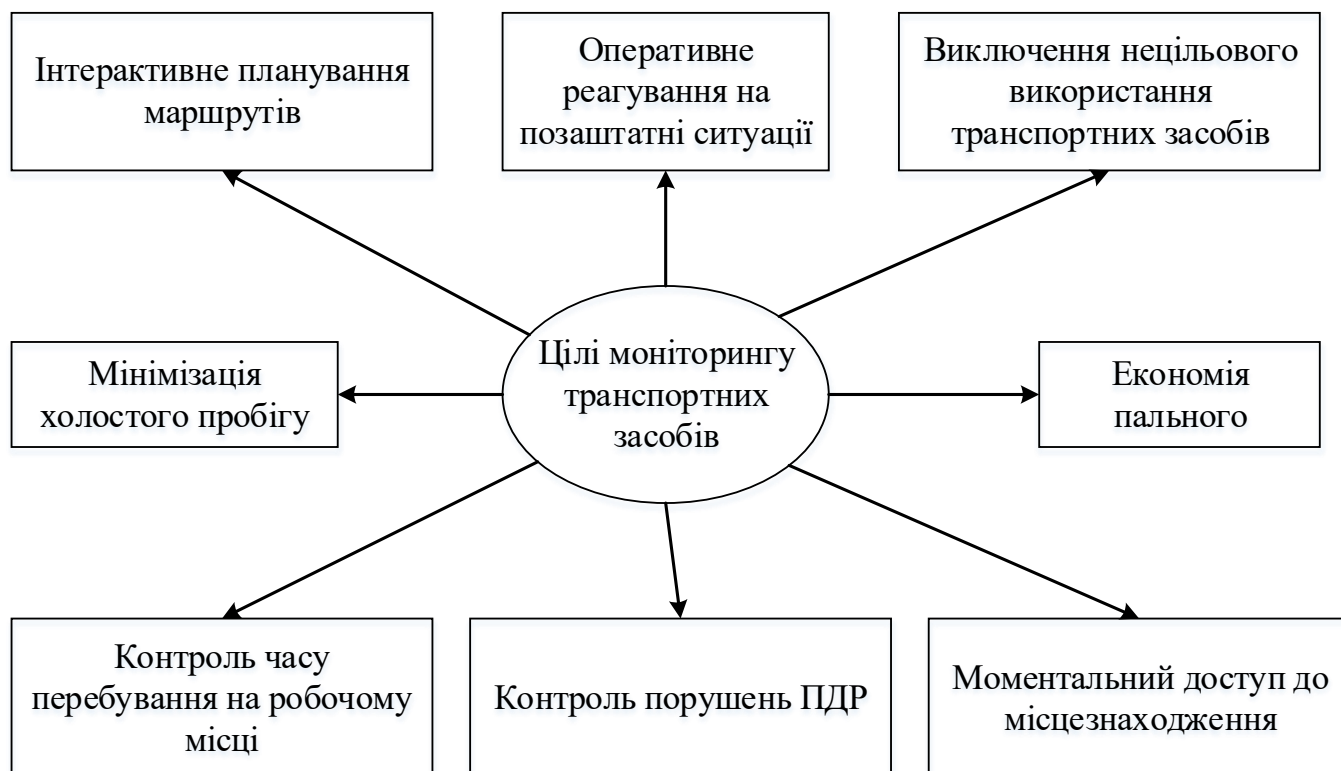 Інтерактивне планування
маршрутів
Оперативне
реагування на
позаштатні ситуації
Виключення нецільового
використання
транспортних засобів
Мінімізація
холостого пробігу
Цілі моніторингу
транспортних
засобів
Економія
пального
Контроль часу
перебування на робочому
місці
Контроль порушень ПДР
Моментальний доступ до
місцезнаходження